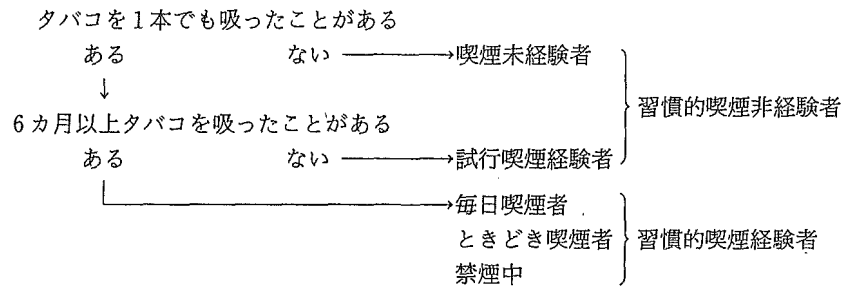 タバコを1本でも吸ったことがある
ある ない 喫煙未経験者
習慣的喫煙非経験者
6カ月以上タバコを吸ったことがある
ある ない 試行喫煙経験者
毎日喫煙者
ときどき喫煙者 習慣的喫煙経験者
禁煙中